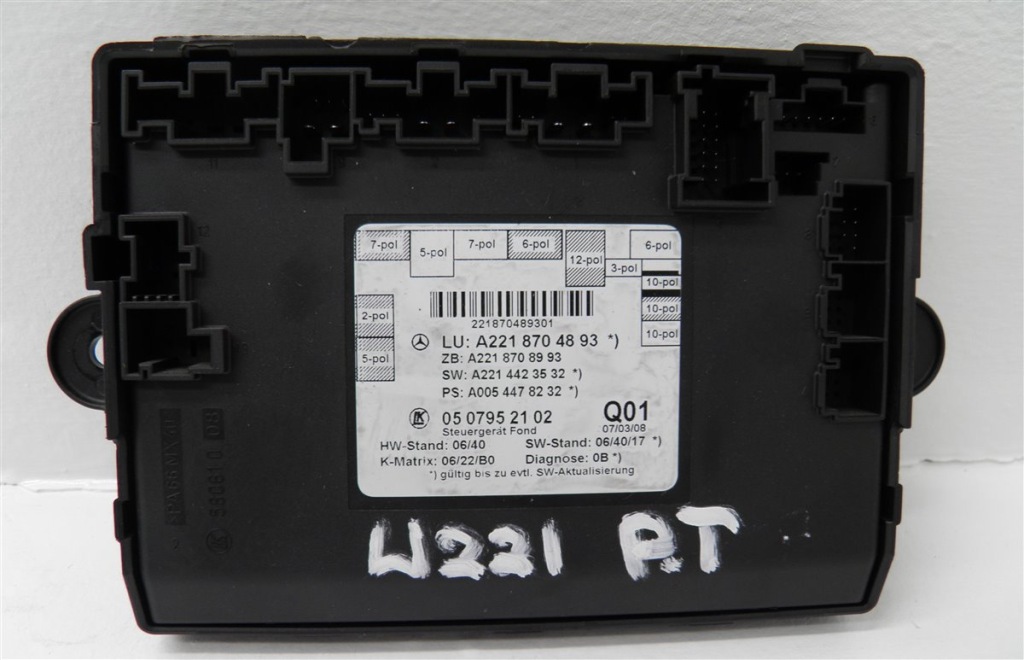 7-pol 5-pol 7-pol 6-pol 12-pol 3-pol 6-pol
10-pol
2-pol 10-pol
10-pol
5-pol
221870489301
LU: A221 870 48 93 *)
ZB: A221 870 89 93
SW: A221 442 35 32 *)
PS: A005 447 82 32 *)
05 0795 21 02 Q01
Steuergerät Fond 07/03/08
HW-Stand: 06/40 SW-Stand: 06/40/17 *)
K-Matrix: 06/22/B0 Diagnose: 0B *)
*) gültig bis zu evtl. SW-Aktualisierung
W221 P.T